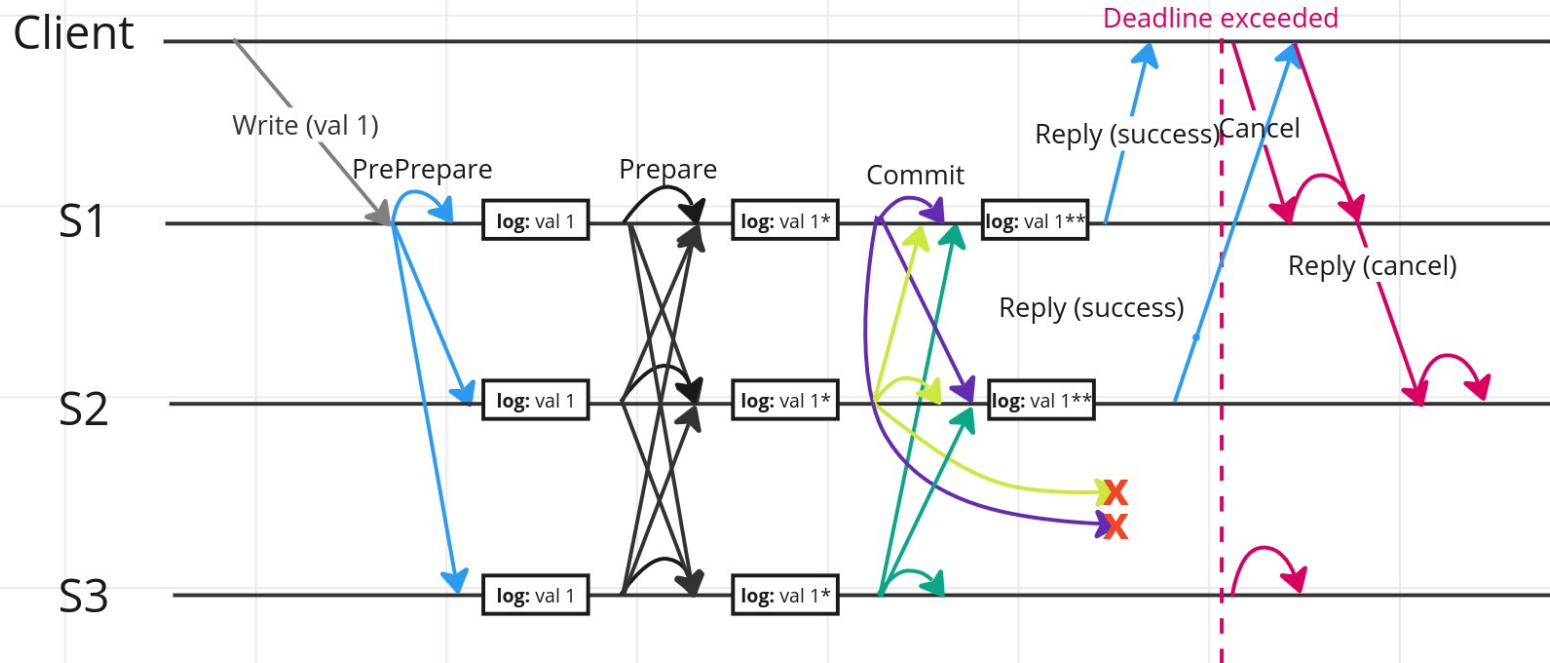 Deadline exceeded
Client
Write (val 1)
Reply (success)
Cancel
PrePrepare
Prepare
Commit
S1
log: val 1
log: val 1*
log: val 1**
Reply (cancel)
Reply (success)
S2
log: val 1
log: val 1*
log: val 1**
X
X
S3
log: val 1
log: val 1*